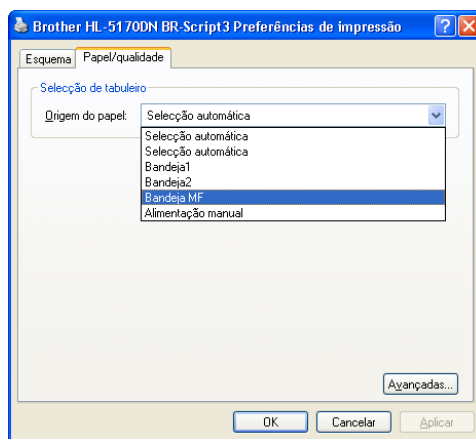 Brother HL-5170DN BR-Script3 Preferências de impressão
Esquema Papel/qualidade
Selecção de tabuleiro
Origem do papel: Selecção automática
Selecção automática
Selecção automática
Bandeja1
Bandeja2
Bandeja MF
Alimentação manual
Avançadas...
OK Cancelar Aplicar